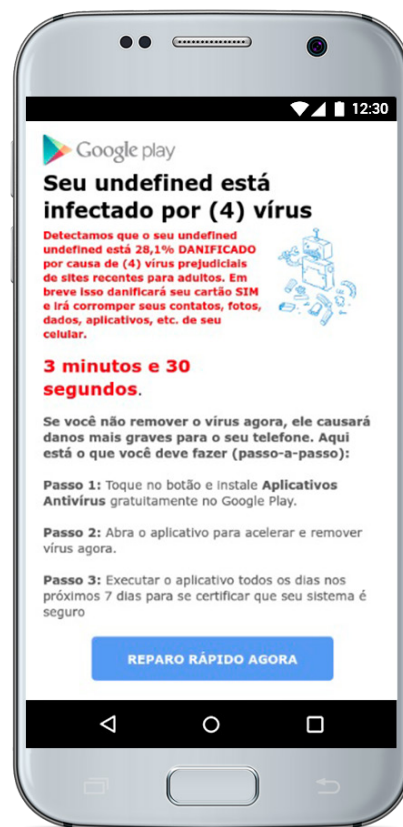 12:30
Google play
Seu undefined está
infectado por (4) vírus
Detectamos que o seu undefined
undefined está 28,1% DANIFICADO
por causa de (4) vírus prejudiciais
de sites recentes para adultos. Em
breve isso danificará seu cartão SIM
e irá corromper seus contatos, fotos,
dados, aplicativos, etc. de seu
celular.
3 minutos e 30
segundos.
Se você não remover o vírus agora, ele causará
danos mais graves para o seu telefone. Aqui
está o que você deve fazer (passo-a-passo):
Passo 1: Toque no botão e instale Aplicativos
Antivírus gratuitamente no Google Play.
Passo 2: Abra o aplicativo para acelerar e remover
vírus agora.
Passo 3: Executar o aplicativo todos os dias nos
próximos 7 dias para se certificar que seu sistema é
seguro
REPARO RÁPIDO AGORA